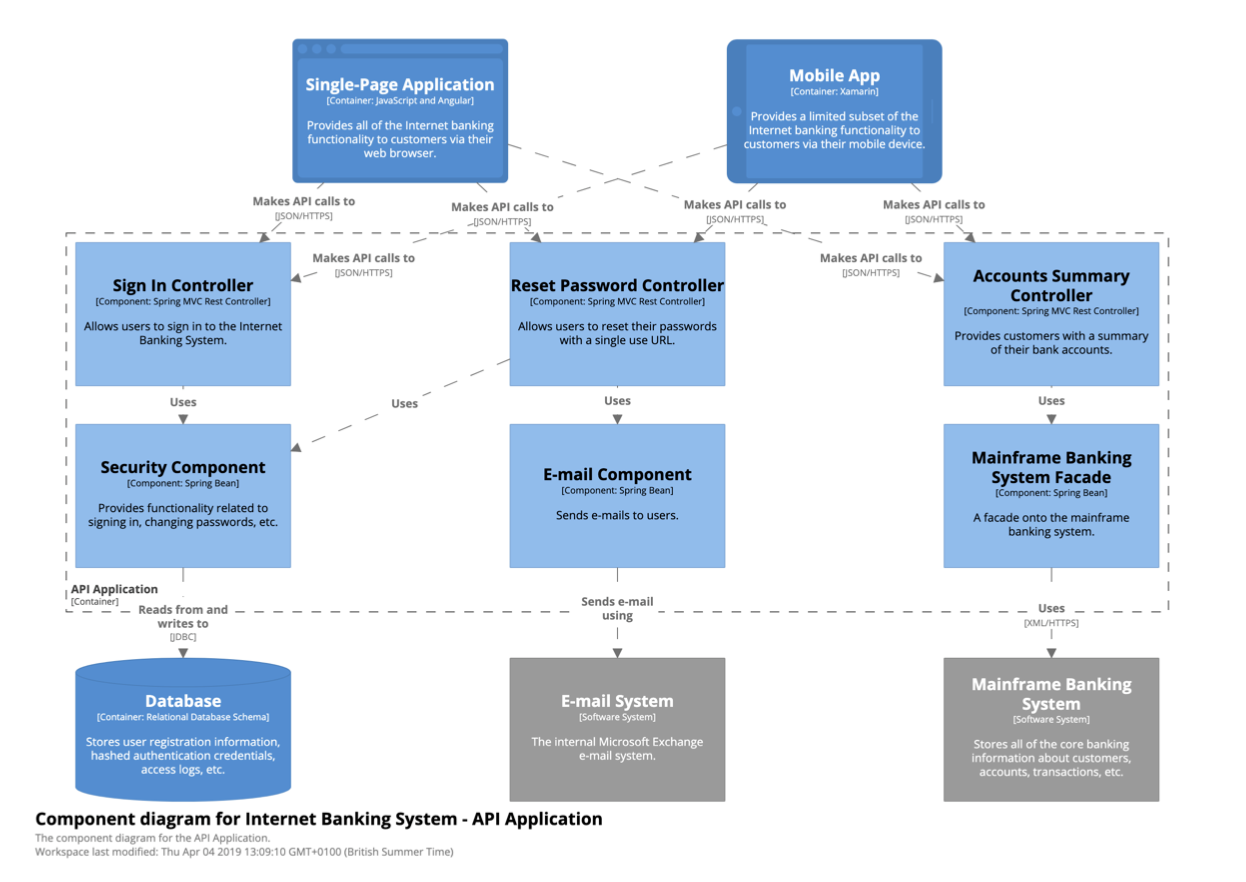 Single-Page Application
[Container: JavaScript and Angular]
Provides all of the Internet banking
functionality to customers via their
web browser.
Mobile App
[Container: Xamarin]
Provides a limited subset of the
Internet banking functionality to
customers via their mobile device.
Makes API calls to
[JSON/HTTPS]
Makes API calls to
[JSON/HTTPS]
Makes API calls to
[JSON/HTTPS]
Makes API calls to
[JSON/HTTPS]
Makes API calls to
[JSON/HTTPS]
Makes API calls to
[JSON/HTTPS]
Sign In Controller
[Component: Spring MVC Rest Controller]
Allows users to sign in to the Internet
Banking System.
Reset Password Controller
[Component: Spring MVC Rest Controller]
Allows users to reset their passwords
with a single use URL.
Accounts Summary
Controller
[Component: Spring MVC Rest Controller]
Provides customers with a summary
of their bank accounts.
Uses
Uses
Uses
Uses
Security Component
[Component: Spring Bean]
Provides functionality related to
signing in, changing passwords, etc.
E-mail Component
[Component: Spring Bean]
Sends e-mails to users.
Mainframe Banking
System Facade
[Component: Spring Bean]
A facade onto the mainframe
banking system.
API Application
[Container]
Reads from and
writes to
[JDBC]
Sends e-mail
using
Uses
[XML/HTTPS]
Database
[Container: Relational Database Schema]
Stores user registration information,
hashed authentication credentials,
access logs, etc.
E-mail System
[Software System]
The internal Microsoft Exchange
e-mail system.
Mainframe Banking
System
[Software System]
Stores all of the core banking
information about customers,
accounts, transactions, etc.
Component diagram for Internet Banking System - API Application
The component diagram for the API Application.
Workspace last modified: Thu Apr 04 2019 13:09:10 GMT+0100 (British Summer Time)